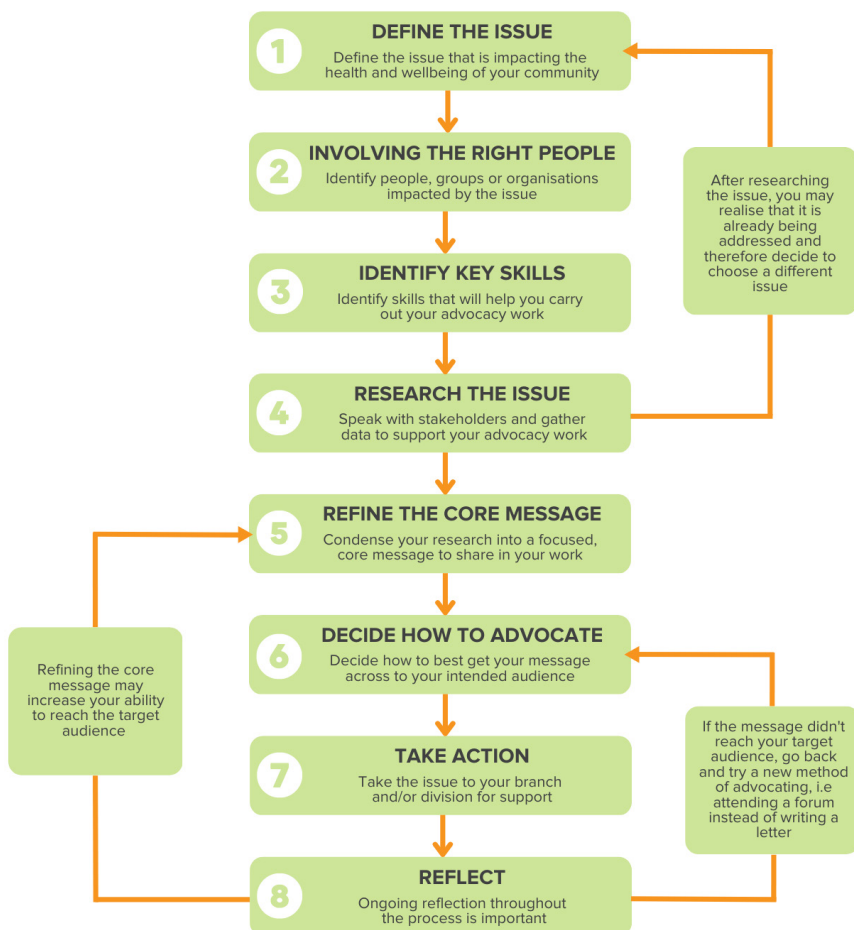 1
DEFINE THE ISSUE
Define the issue that is impacting the
health and wellbeing of your community
2
INVOLVING THE RIGHT PEOPLE
Identify people, groups or organisations
impacted by the issue
After researching
the issue, you may
realise that it is
already being
addressed and
therefore decide to
choose a different
issue
3
IDENTIFY KEY SKILLS
Identify skills that will help you carry
out your advocacy work
4
RESEARCH THE ISSUE
Speak with stakeholders and gather
data to support your advocacy work
5
REFINE THE CORE MESSAGE
Condense your research into a focused,
core message to share in your work
6
DECIDE HOW TO ADVOCATE
Decide how to best get your message
across to your intended audience
Refining the core
message may
increase your ability
to reach the target
audience
7
TAKE ACTION
Take the issue to your branch
and/or division for support
If the message didn't
reach your target
audience, go back
and try a new method
of advocating, i.e
attending a forum
instead of writing a
letter
8
REFLECT
Ongoing reflection throughout
the process is important